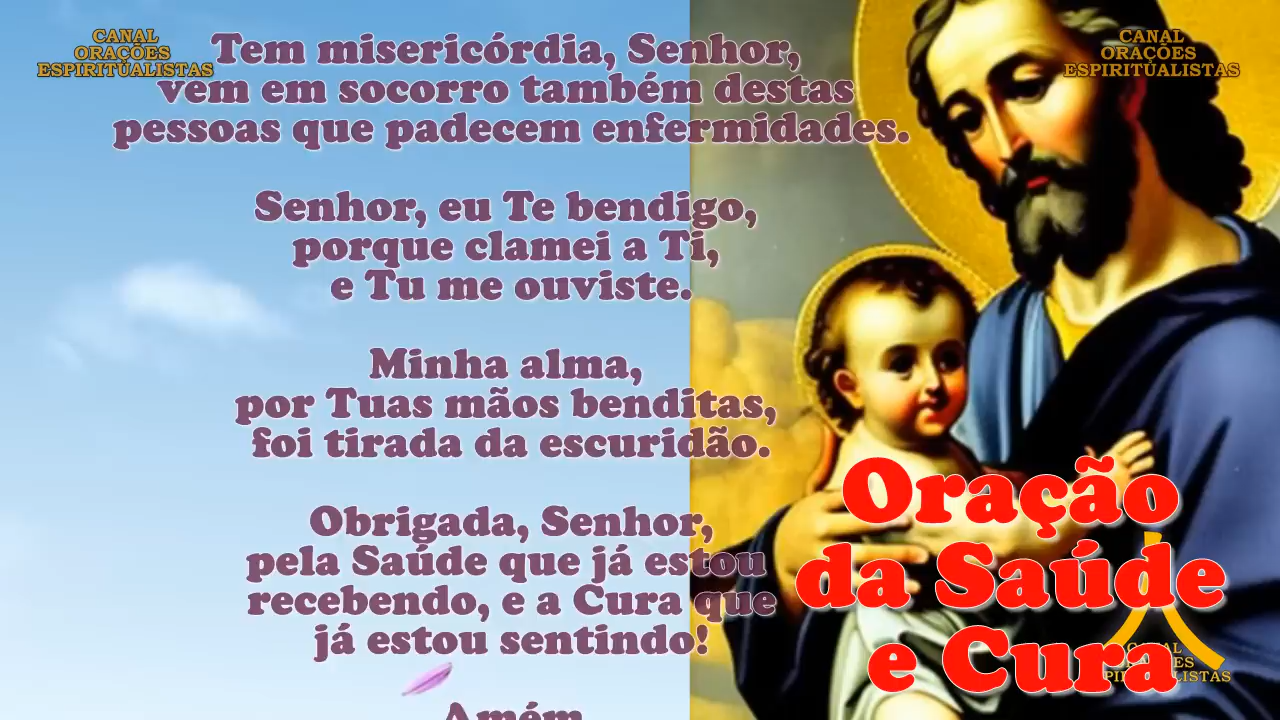 CANAL
ORAÇÕES
ESPIRITUALISTAS
CANAL
ORAÇÕES
ESPIRITUALISTAS
Tem misericórdia, Senhor,
vem em socorro também destas
pessoas que padecem enfermidades.
Senhor, eu Te bendigo,
porque clamei a Ti,
e Tu me ouviste.
Minha alma,
por Tuas mãos benditas,
foi tirada da escuridão.
Obrigada, Senhor,
pela Saúde que já estou
recebendo, e a Cura que
já estou sentindo!
Amém
Oração
da Saúde
e Cura